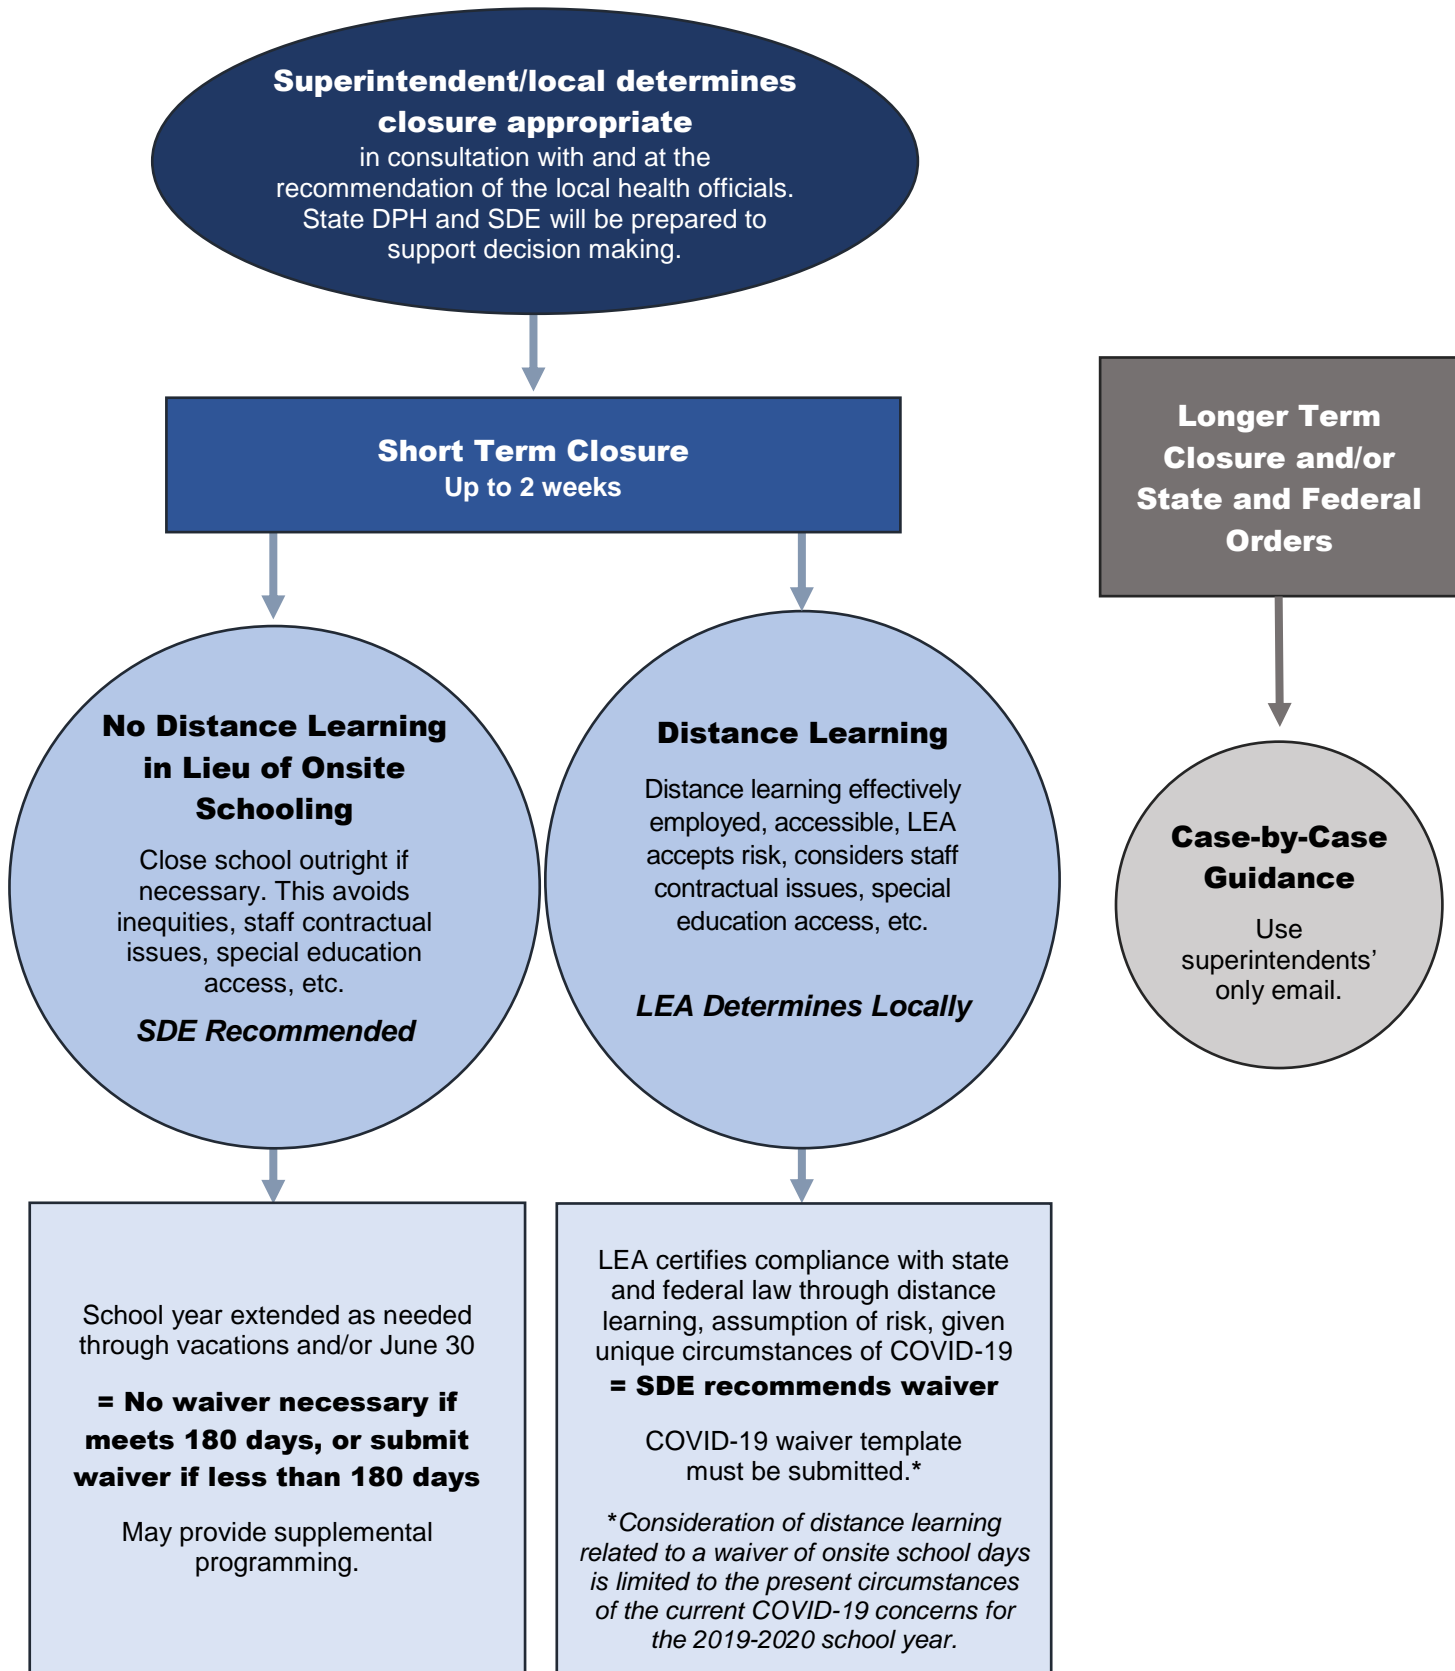 Superintendent/local determines
closure appropriate
in consultation with and at the
recommendation of the local health officials.
State DPH and SDE will be prepared to
support decision making.
Short Term Closure
Up to 2 weeks
Longer Term
Closure and/or
State and Federal
Orders
No Distance Learning
in Lieu of Onsite
Schooling
Close school outright if
necessary. This avoids
inequities, staff contractual
issues, special education
access, etc.
SDE Recommended
Distance Learning
Distance learning effectively
employed, accessible, LEA
accepts risk, considers staff
contractual issues, special
education access, etc.
LEA Determines Locally
Case-by-Case
Guidance
Use
superintendents’
only email.
School year extended as needed
through vacations and/or June 30
= No waiver necessary if
meets 180 days, or submit
waiver if less than 180 days
May provide supplemental
programming.
LEA certifies compliance with state
and federal law through distance
learning, assumption of risk, given
unique circumstances of COVID-19
= SDE recommends waiver
COVID-19 waiver template
must be submitted.*
*Consideration of distance learning
related to a waiver of onsite school days
is limited to the present circumstances
of the current COVID-19 concerns for
the 2019-2020 school year.